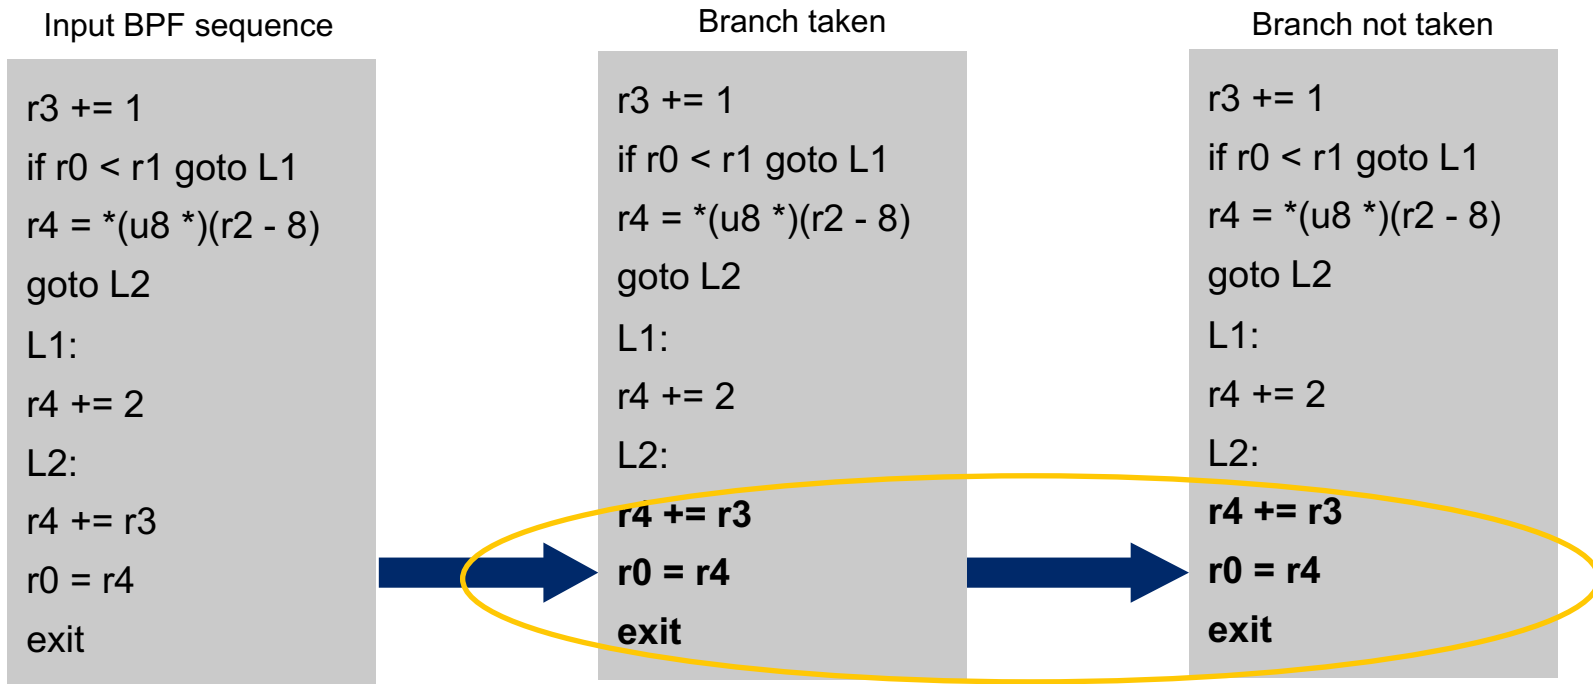 Input BPF sequence
r3 += 1
if r0 < r1 goto L1
r4 = *(u8 *)(r2 - 8)
goto L2
L1:
r4 += 2
L2:
r4 += r3
r0 = r4
exit
Branch taken
r3 += 1
if r0 < r1 goto L1
r4 = *(u8 *)(r2 - 8)
goto L2
L1:
r4 += 2
L2:
r4 += r3
r0 = r4
exit
Branch not taken
r3 += 1
if r0 < r1 goto L1
r4 = *(u8 *)(r2 - 8)
goto L2
L1:
r4 += 2
L2:
r4 += r3
r0 = r4
exit